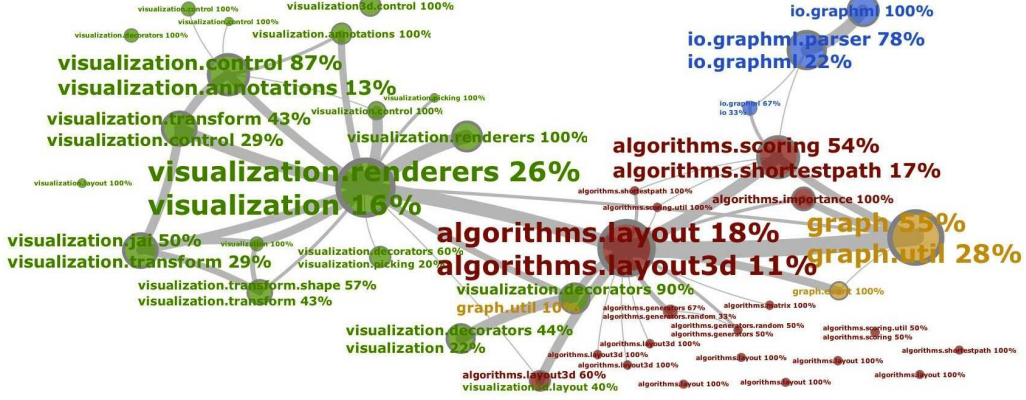 visualization3d.control 100%
visualization.control 100%
visualization.control 100%
visualization.decorators 100%
visualization.annotations 100%
io.graphml 100%
io.graphml.parser 78%
io.graphml 22%
visualization.control 87%
visualization.annotations 13%
visualization.picking 100%
visualization.control 100%
io.graphml 67%
io 33%
visualization.transform 43%
visualization.control 29%
visualization.renderers 100%
algorithms.scoring 54%
algorithms.shortestpath 17%
visualization.renderers 26%
visualization 16%
visualization.layout 100%
algorithms.shortestpath 100%
algorithms.importance 100%
algorithms.scoring.util 100%
graph 55%
graph.util 28%
algorithms.layout 18%
algorithms.layout3d 11%
visualization.jai 50%
visualization.transform 29%
visualization 100%
visualization.decorators 60%
visualization.picking 20%
visualization.transform.shape 57%
visualization.transform 43%
visualization.decorators 90%
graph.util 10%
graph.event 100%
algorithms.generators 67%
algorithms.generators.random 33%
algorithms.matrix 100%
visualization.decorators 44%
visualization 22%
algorithms.generators.random 50%
algorithms.generators 50%
algorithms.scoring.util 50%
algorithms.scoring 50%
algorithms.layout3d 100%
algorithms.layout3d 100%
algorithms.layout3d 100%
algorithms.layout 100%
algorithms.layout 100%
algorithms.shortestpath 100%
algorithms.layout3d 60%
visualization3d.layout 40%
algorithms.layout 100%
algorithms.layout 100%
algorithms.layout 100%